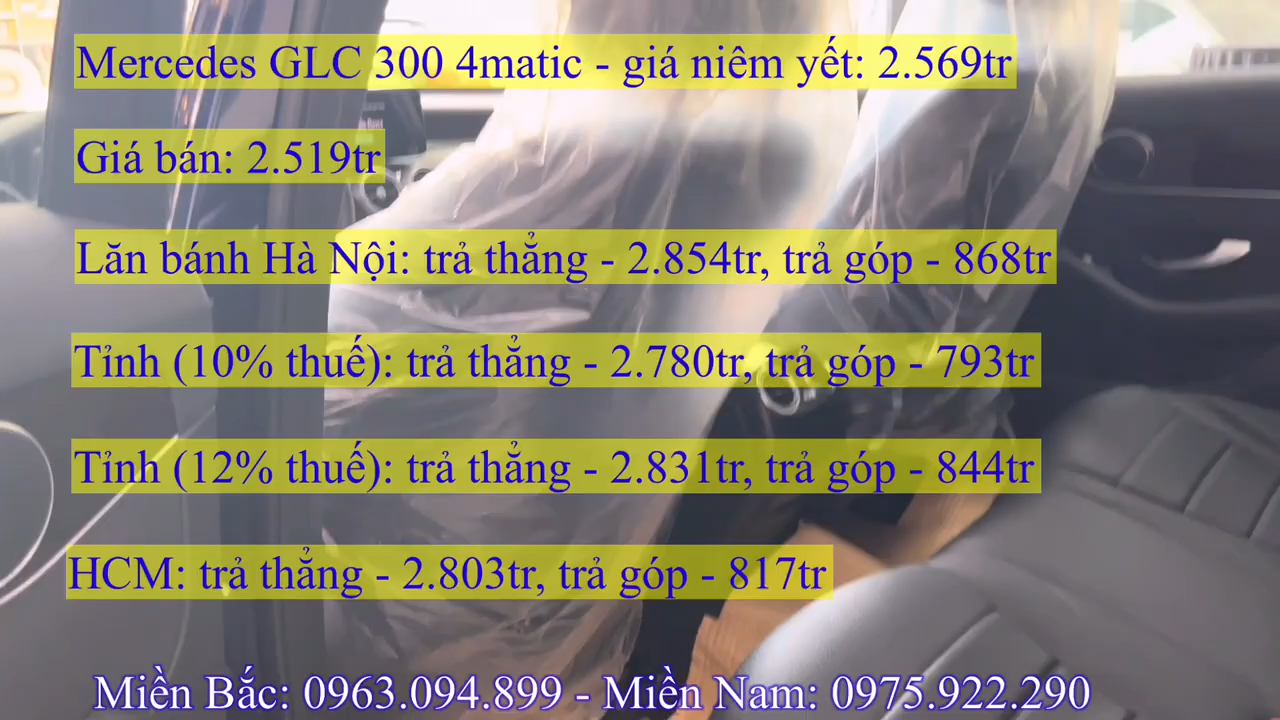 Mercedes GLC 300 4matic - giá niêm yết: 2.569tr
Giá bán: 2.519tr
Lăn bánh Hà Nội: trả thẳng - 2.854tr, trả góp - 868tr
Tỉnh (10% thuế): trả thẳng - 2.780tr, trả góp - 793tr
Tỉnh (12% thuế): trả thẳng - 2.831tr, trả góp - 844tr
HCM: trả thẳng - 2.803tr, trả góp - 817tr
Miền Bắc: 0963.094.899 - Miền Nam: 0975.922.290